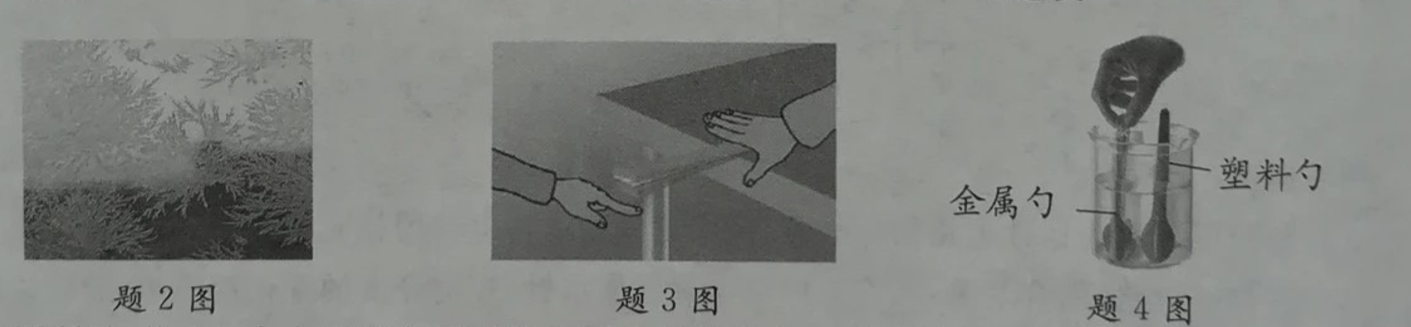 金属勺
塑料勺
题 2 图
题 3 图
题 4 图